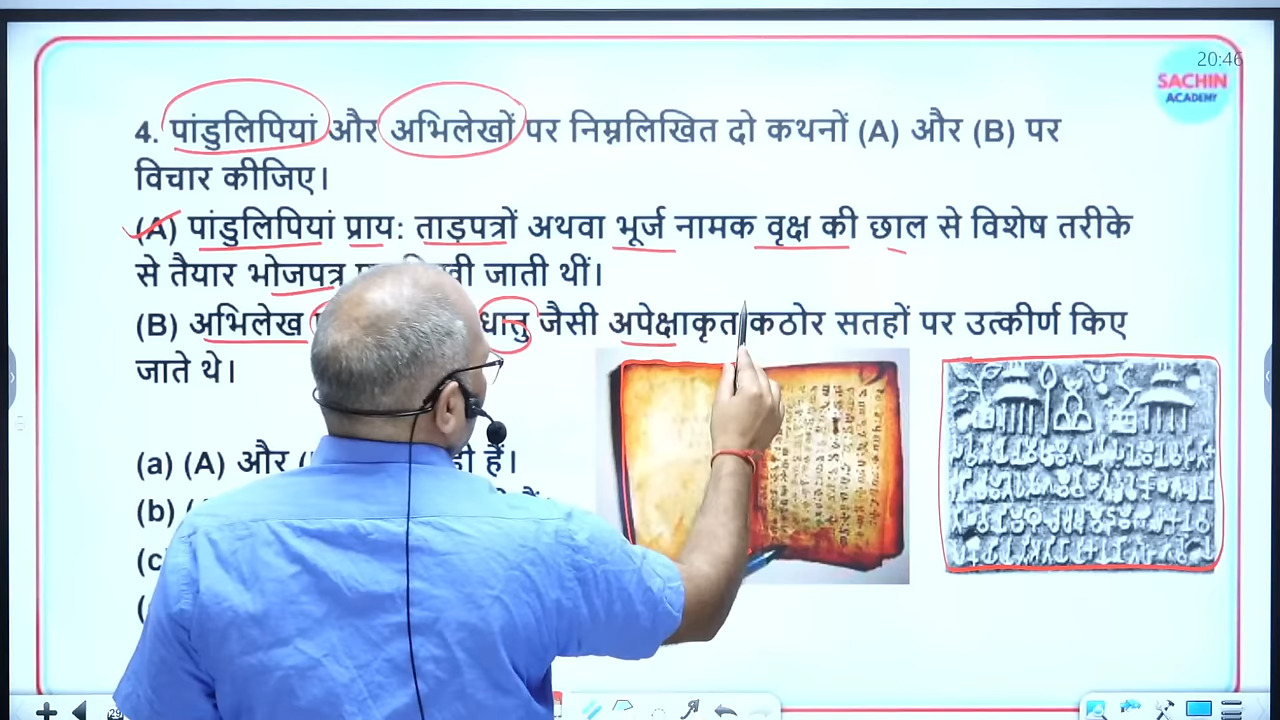 20:46
SACHIN
ACADEMY
4. पांडुलिपियां और अभिलेखों पर निम्नलिखित दो कथनों (A) और (B) पर
विचार कीजिए।
(A) पांडुलिपियां प्राय: ताड़पत्रों अथवा भूर्ज नामक वृक्ष की छाल से विशेष तरीके
से तैयार भोजपत्र जाती थीं।
(B) अभिलेख धातु जैसी अपेक्षाकृत कठोर सतहों पर उत्कीर्ण किए
जाते थे।
(a) (A) और हैं।
(b)